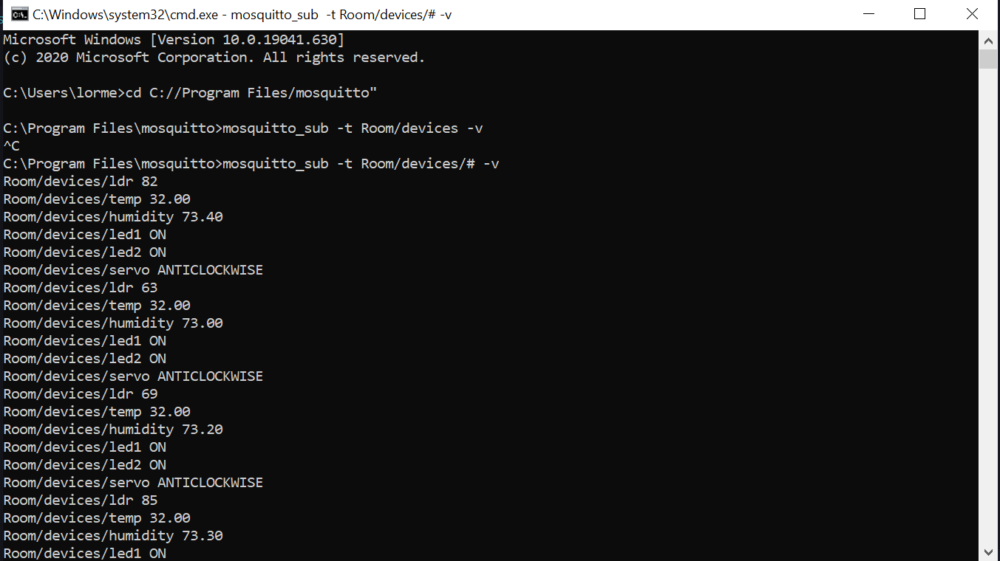 C:\Windows\system32\cmd.exe - mosquitto_sub  -t Room/devices/# -v
Microsoft Windows [Version 10.0.19041.630]
(c) 2020 Microsoft Corporation. All rights reserved.
C:\Users\lorme>cd C://Program Files/mosquitto"
C:\Program Files\mosquitto>mosquitto_sub -t Room/devices -v
^C
C:\Program Files\mosquitto>mosquitto_sub -t Room/devices/# -v
Room/devices/ldr 82
Room/devices/temp 32.00
Room/devices/humidity 73.40
Room/devices/led1 ON
Room/devices/led2 ON
Room/devices/servo ANTICLOCKWISE
Room/devices/ldr 63
Room/devices/temp 32.00
Room/devices/humidity 73.00
Room/devices/led1 ON
Room/devices/led2 ON
Room/devices/servo ANTICLOCKWISE
Room/devices/ldr 69
Room/devices/temp 32.00
Room/devices/humidity 73.20
Room/devices/led1 ON
Room/devices/led2 ON
Room/devices/servo ANTICLOCKWISE
Room/devices/ldr 85
Room/devices/temp 32.00
Room/devices/humidity 73.30
Room/devices/led1 ON